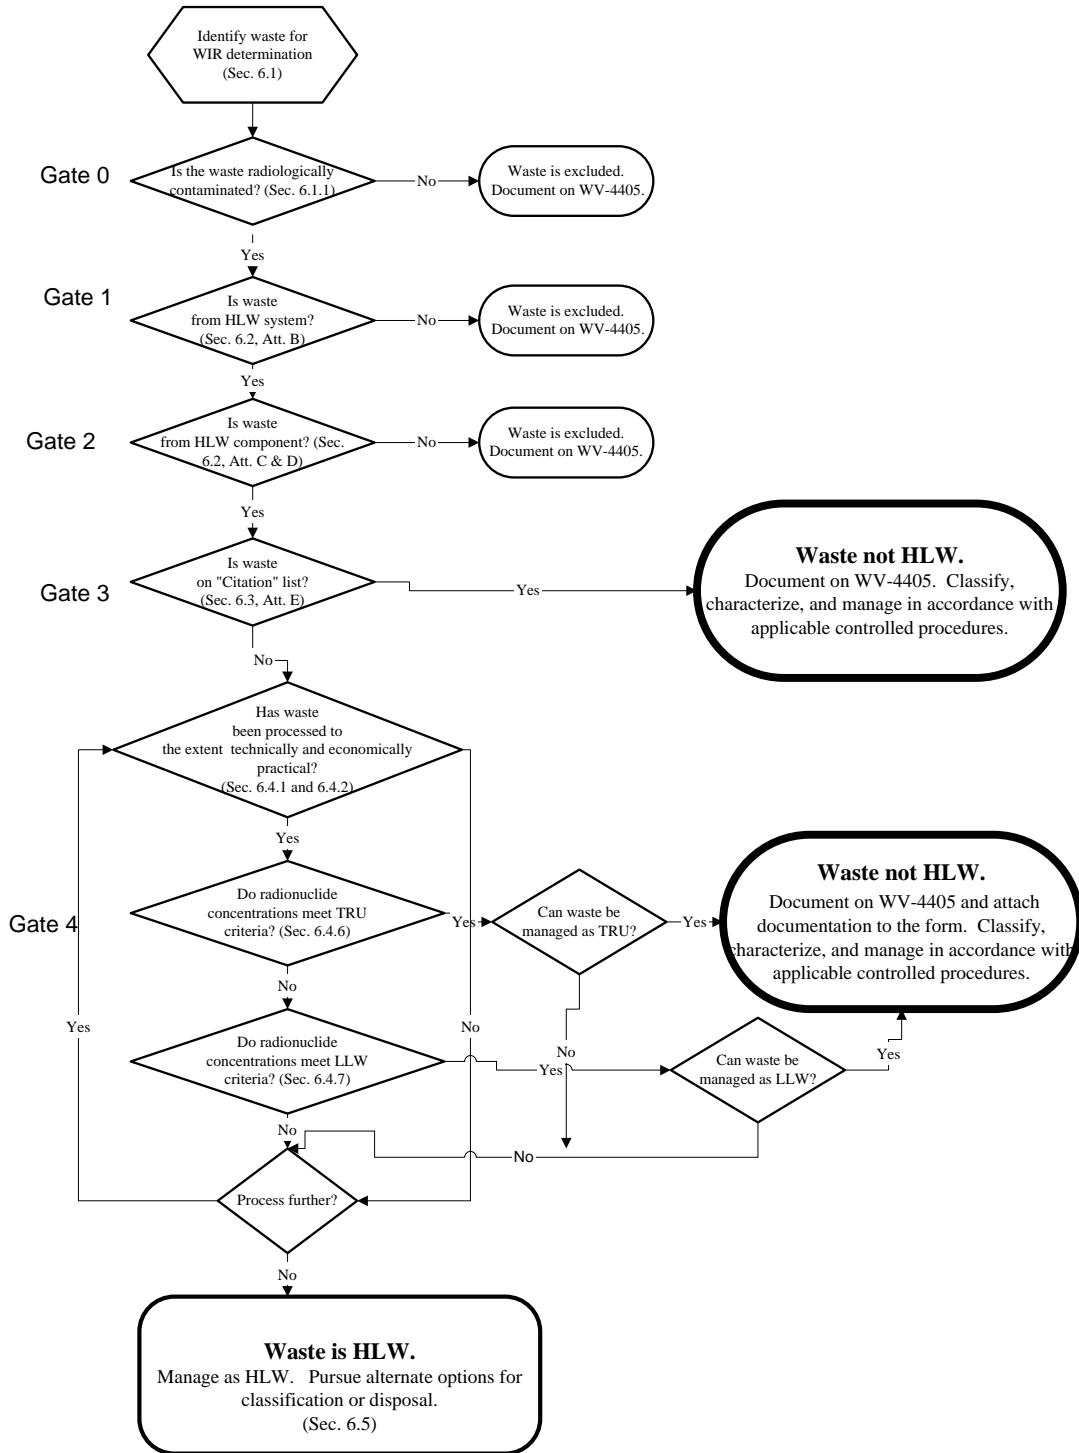 Identify waste for
WIR determination
(Sec. 6.1)
Gate 0
Is the waste radiologically
contaminated? (Sec. 6.1.1)
No
Waste is excluded.
Document on WV-4405.
Yes
Gate 1
Is waste
from HLW system?
(Sec. 6.2, Att. B)
No
Waste is excluded.
Document on WV-4405.
Yes
Gate 2
Is waste
from HLW component? (Sec.
6.2, Att. C & D)
No
Waste is excluded.
Document on WV-4405.
Yes
Gate 3
Is waste
on "Citation" list?
(Sec. 6.3, Att. E)
Yes
Waste not HLW.
Document on WV-4405. Classify,
characterize, and manage in accordance with
applicable controlled procedures.
No
Has waste
been processed to
the extent technically and economically
practical?
(Sec. 6.4.1 and 6.4.2)
Yes
Gate 4
Do radionuclide
concentrations meet TRU
criteria? (Sec. 6.4.6)
Yes
Can waste be
managed as TRU?
Yes
Waste not HLW.
Document on WV-4405 and attach
documentation to the form. Classify,
characterize, and manage in accordance with
applicable controlled procedures.
No
Yes
No
No
Do radionuclide
concentrations meet LLW
criteria? (Sec. 6.4.7)
Yes
Can waste be
managed as LLW?
Yes
No
No
Process further?
No
Waste is HLW.
Manage as HLW. Pursue alternate options for
classification or disposal.
(Sec. 6.5)